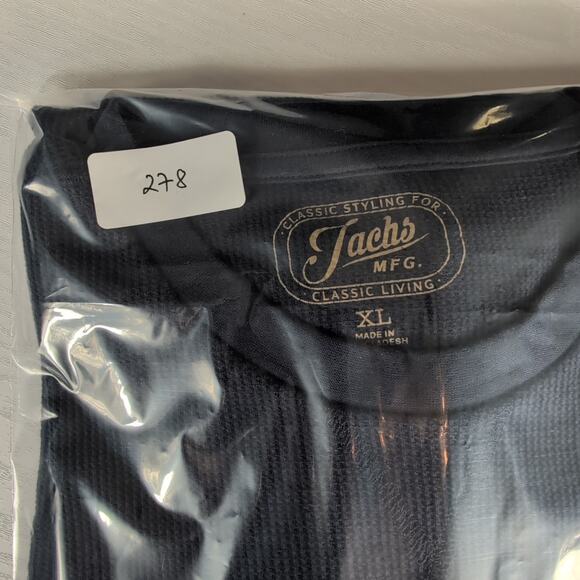 278
CLASSIC STYLING FOR
Jachs
MFG.
CLASSIC LIVING
XL
MADE IN